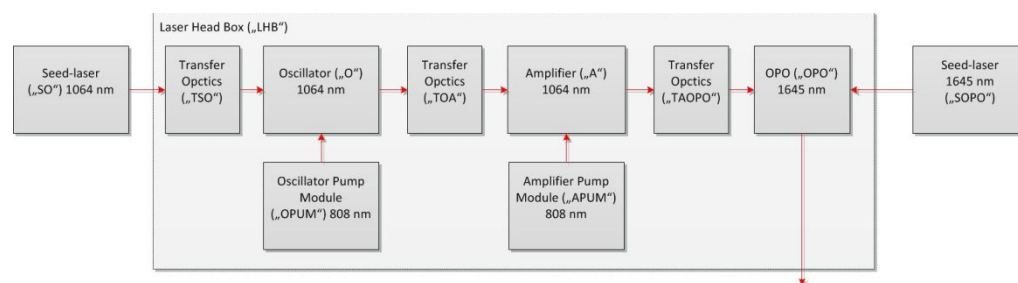 Laser Head Box („LHB“)
Seed-laser
(„SO“) 1064 nm
Transfer
Opctics
(„TSO“)
Oscillator („O“)
1064 nm
Transfer
Opctics
(„TOA“)
Amplifier („A“)
1064 nm
Transfer
Opctics
(„TAOPO“)
OPO („OPO“)
1645 nm
Seed-laser
1645 nm
(„SOPO“)
Oscillator Pump
Module
(„OPUM“) 808 nm
Amplifier Pump
Module („APUM“)
808 nm